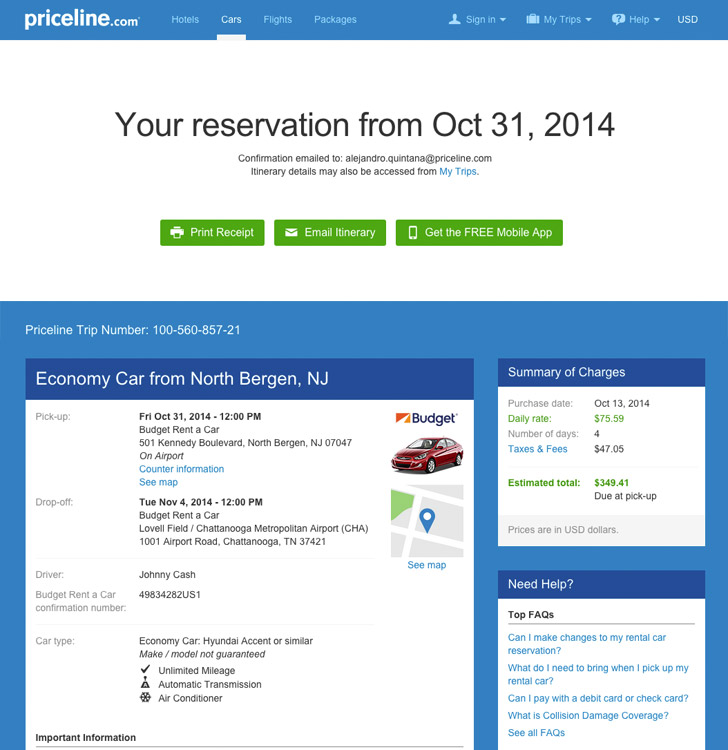 priceline.com
Hotels Cars Flights Packages Sign in My Trips Help USD
Your reservation from Oct 31, 2014
Confirmation emailed to: alejandro.quintana@priceline.com
Itinerary details may also be accessed from My Trips.
Print Receipt Email Itinerary Get the FREE Mobile App
Priceline Trip Number: 100-560-857-21
Economy Car from North Bergen, NJ
Pick-up: Fri Oct 31, 2014 - 12:00 PM
Budget Rent a Car
501 Kennedy Boulevard, North Bergen, NJ 07047
On Airport
Counter information
See map
Budget
Drop-off: Tue Nov 4, 2014 - 12:00 PM
Budget Rent a Car
Lovell Field / Chattanooga Metropolitan Airport (CHA)
1001 Airport Road, Chattanooga, TN 37421
See map
Driver: Johnny Cash
Budget Rent a Car
confirmation number: 49834282US1
Car type: Economy Car: Hyundai Accent or similar
Make / model not guaranteed
Unlimited Mileage
Automatic Transmission
Air Conditioner
Important Information
Summary of Charges
Purchase date: Oct 13, 2014
Daily rate: $75.59
Number of days: 4
Taxes & Fees $47.05
Estimated total: $349.41
Due at pick-up
Prices are in USD dollars.
Need Help?
Top FAQs
Can I make changes to my rental car
reservation?
What do I need to bring when I pick up my
rental car?
Can I pay with a debit card or check card?
What is Collision Damage Coverage?
See all FAQs